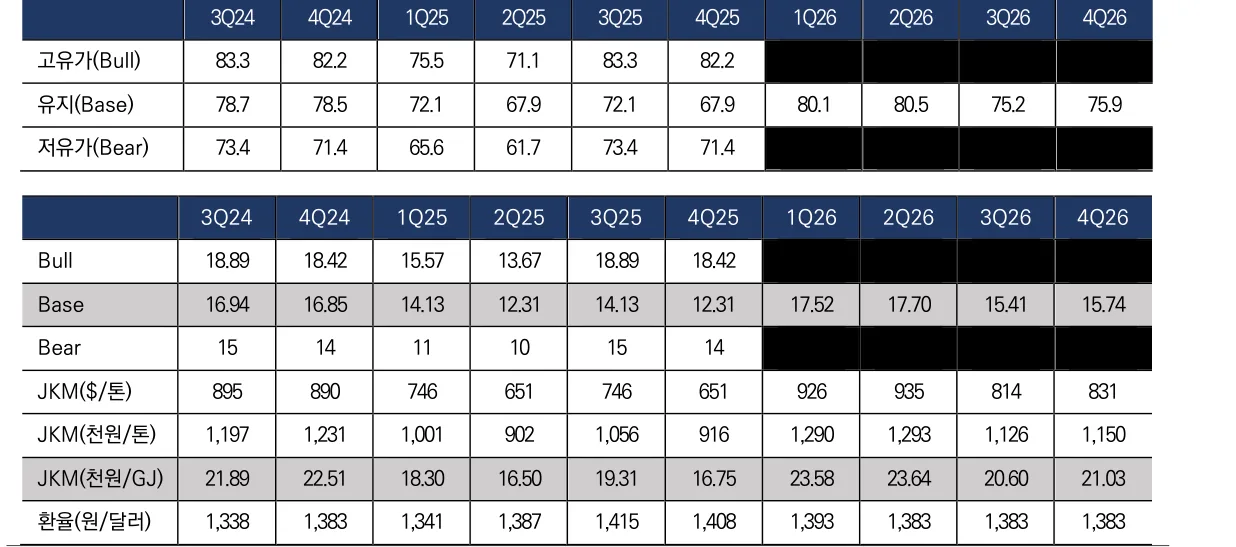 3Q24 4Q24 1Q25 2Q25 3Q25 4Q25 1Q26 2Q26 3Q26 4Q26
고유가(Bull) 83.3 82.2 75.5 71.1 83.3 82.2
유지(Base) 78.7 78.5 72.1 67.9 72.1 67.9 80.1 80.5 75.2 75.9
저유가(Bear) 73.4 71.4 65.6 61.7 73.4 71.4
3Q24 4Q24 1Q25 2Q25 3Q25 4Q25 1Q26 2Q26 3Q26 4Q26
Bull 18.89 18.42 15.57 13.67 18.89 18.42
Base 16.94 16.85 14.13 12.31 14.13 12.31 17.52 17.70 15.41 15.74
Bear 15 14 11 10 15 14
JKM($/톤) 895 890 746 651 746 651 926 935 814 831
JKM(천원/톤) 1,197 1,231 1,001 902 1,056 916 1,290 1,293 1,126 1,150
JKM(천원/GJ) 21.89 22.51 18.30 16.50 19.31 16.75 23.58 23.64 20.60 21.03
환율(원/달러) 1,338 1,383 1,341 1,387 1,415 1,408 1,393 1,383 1,383 1,383